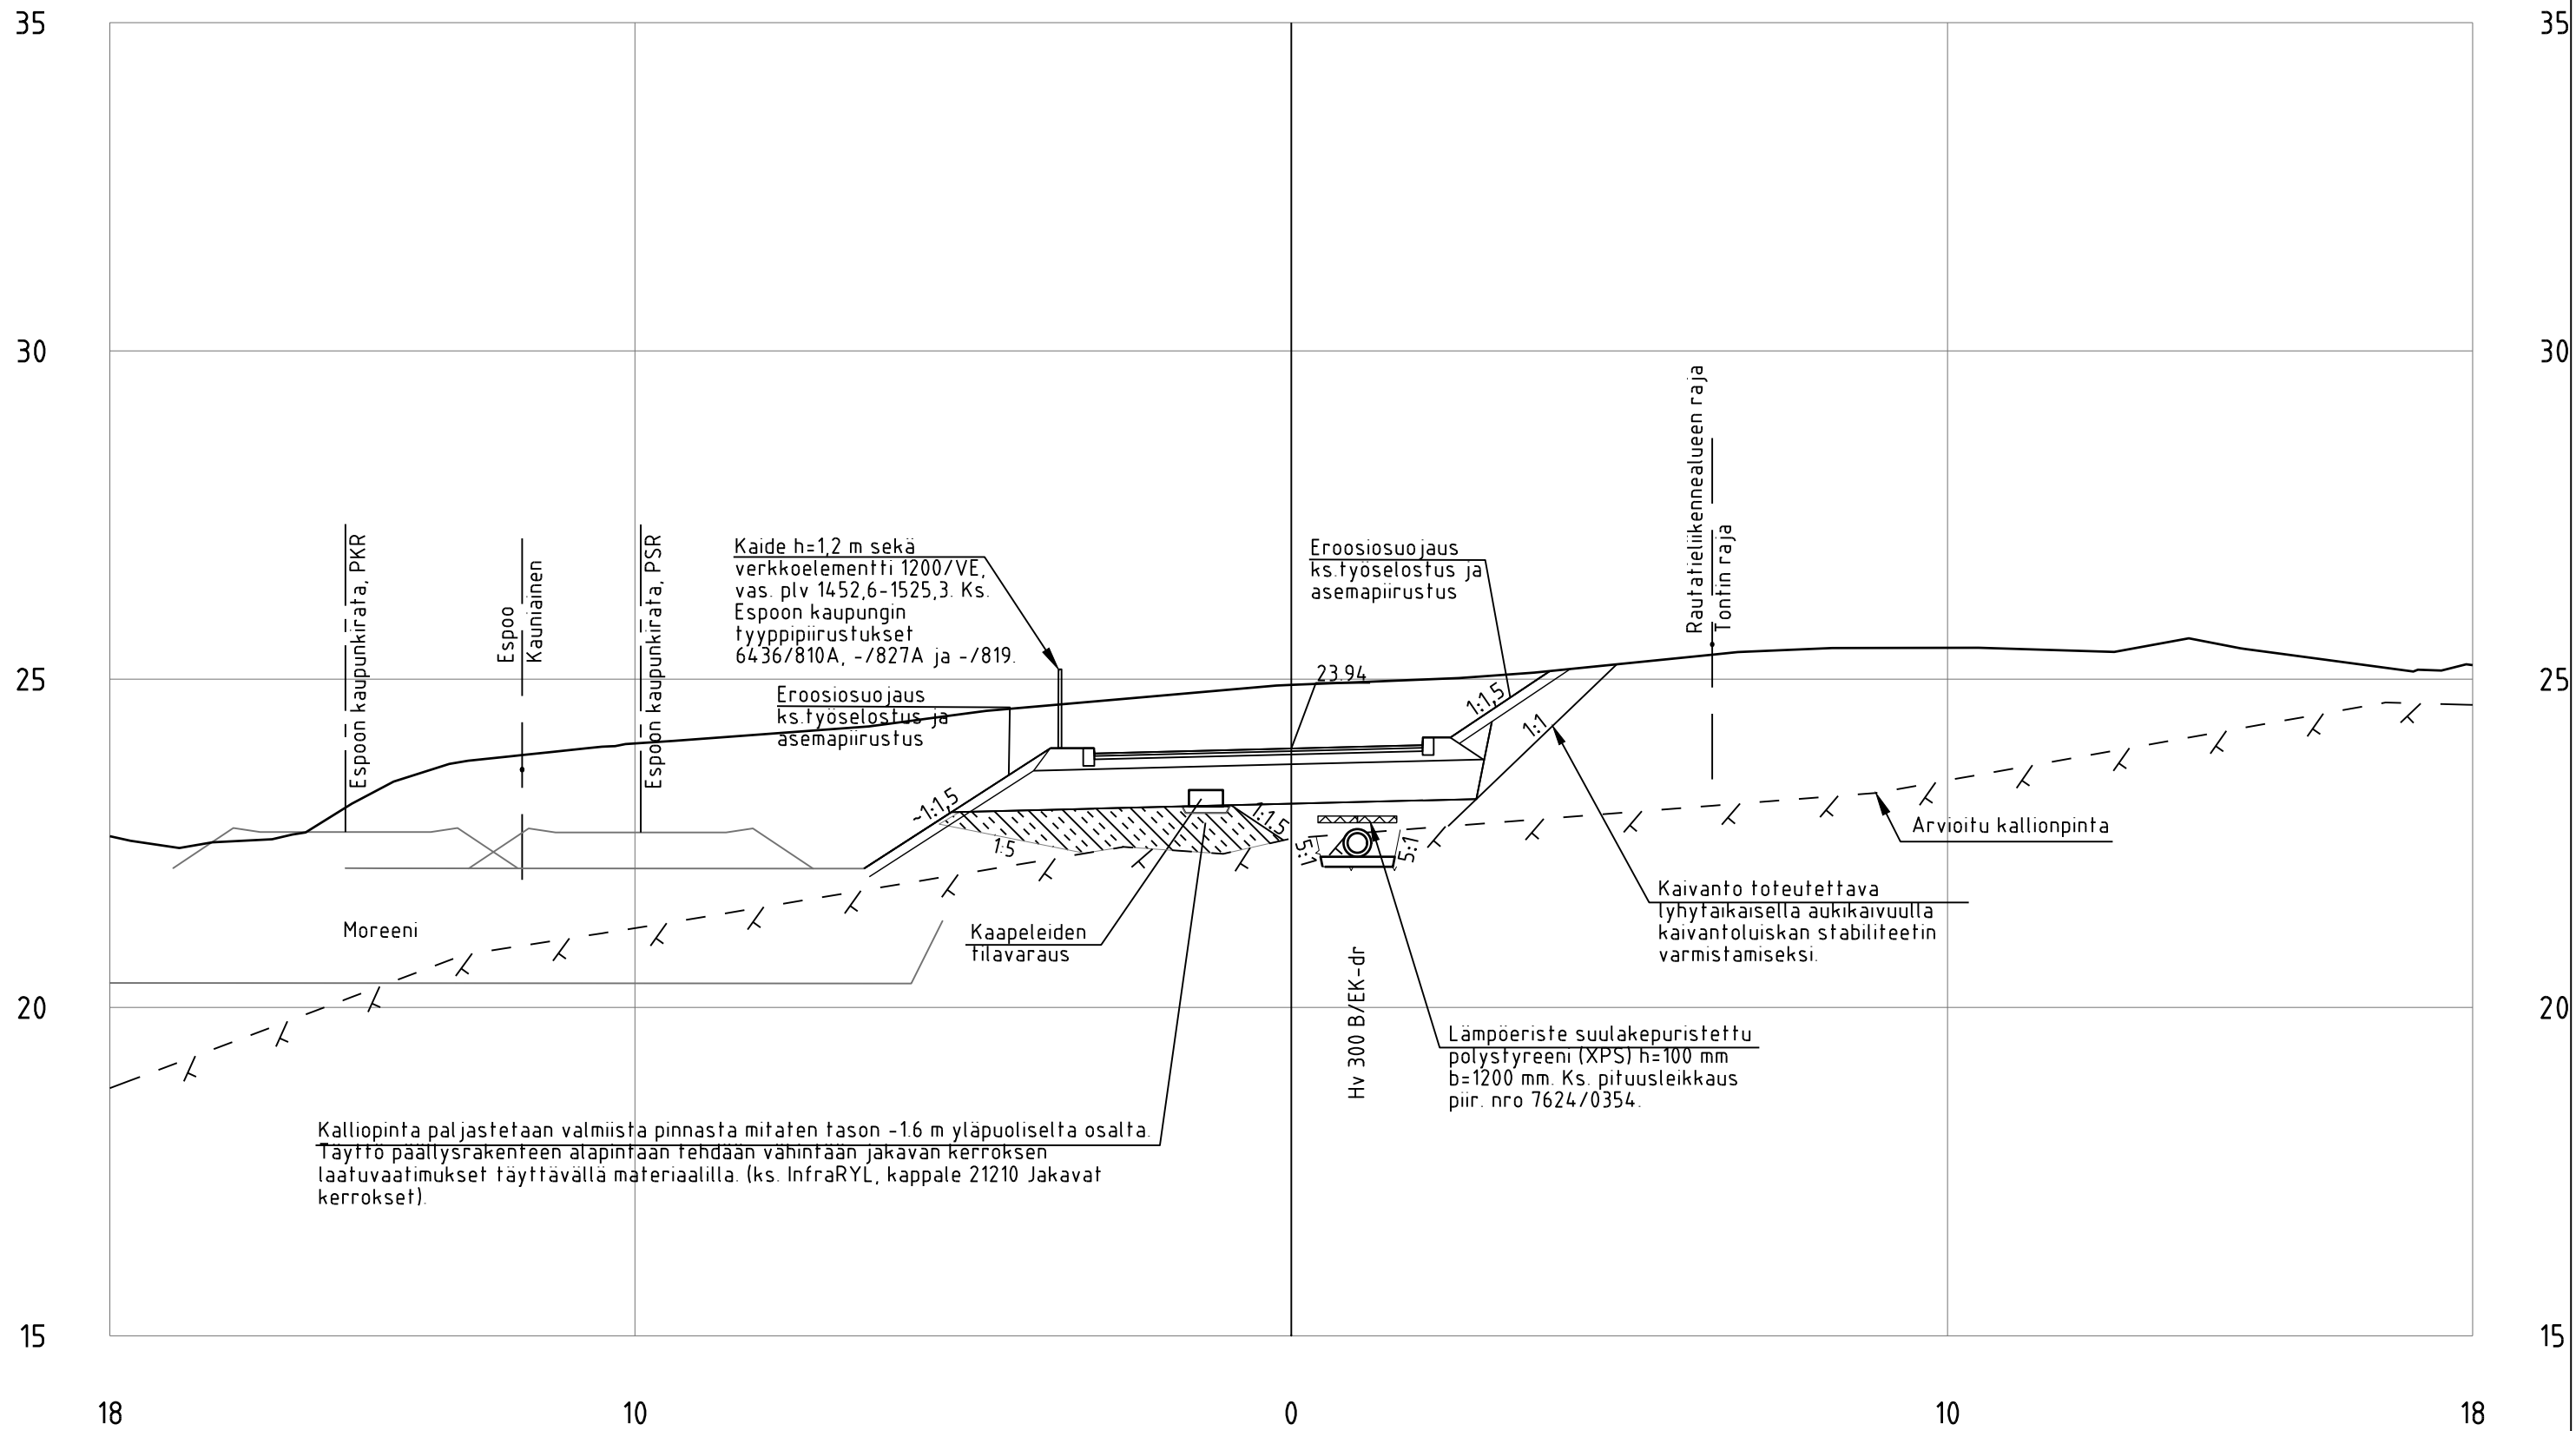 35
35
30
30
25
25
20
20
15
15
18
10
0
10
18
Espoon kaupunkirata, PKR
Espoo
Kauniainen
Espoon kaupunkirata, PSR
Kaide h=1,2 m sekä
verkkoelementti 1200/VE,
vas. plv 1452,6-1525,3. Ks.
Espoon kaupungin
tyyppipiirustukset
6436/810A, -/827A ja -/819.
Eroosiosuojaus
ks.työselostus ja
asemapiirustus
Eroosiosuojaus
ks.työselostus ja
asemapiirustus
Rautatieliikennealueen raja
Tontin raja
23.94
1:1,5
1:1
~1:1,5
1:5
1:1,5
5:1
5:1
Arvioitu kallionpinta
Kaivanto toteutettava
lyhytaikaisella aukikaivuulla
kaivantoluiskan stabiliteetin
varmistamiseksi.
Moreeni
Kaapeleiden
tilavaraus
Hv 300 B/EK-dr
Lämpöeriste suulakepuristettu
polystyreeni (XPS) h=100 mm
b=1200 mm. Ks. pituusleikkaus
piir. nro 7624/0354.
Kalliopinta paljastetaan valmiista pinnasta mitaten tason -1.6 m yläpuoliselta osalta.
Täyttö päällysrakenteen alapintaan tehdään vähintään jakavan kerroksen
laatuvaatimukset täyttävällä materiaalilla. (ks. InfraRYL, kappale 21210 Jakavat
kerrokset).